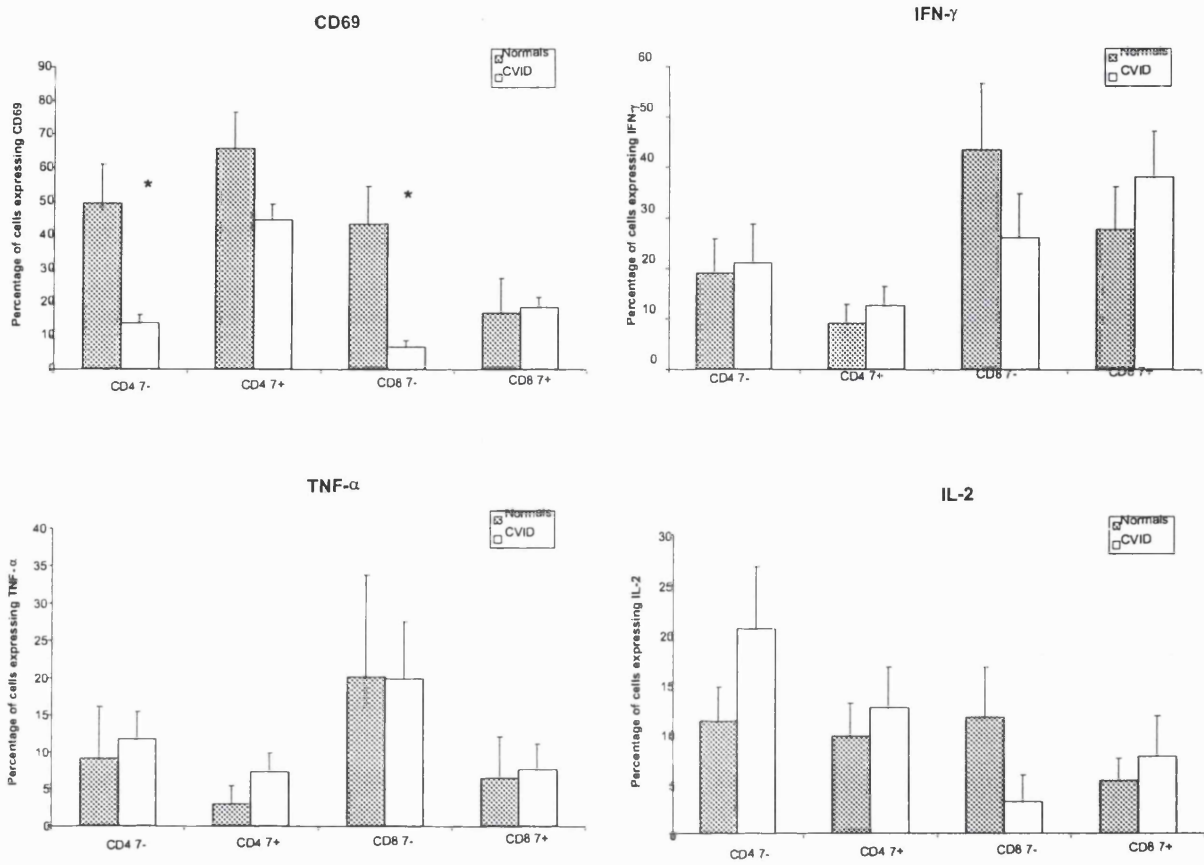 CD69
Normals
CVID
Percentage of cells expressing CD69
90
80
70
60
50
40
30
20
10
0
*
*
CD4 7-
CD4 7+
CD8 7-
CD8 7+
IFN-γ
Normals
CVID
Percentage of cells expressing IFN-γ
60
50
40
30
20
10
0
CD4 7-
CD4 7+
CD8 7-
CD8 7+
TNF-α
Normals
CVID
Percentage of cells expressing TNF-α
40
35
30
25
20
15
10
5
0
CD4 7-
CD4 7+
CD8 7-
CD8 7+
IL-2
Normals
CVID
Percentage of cells expressing IL-2
30
25
20
15
10
5
0
CD4 7-
CD4 7+
CD8 7-
CD8 7+